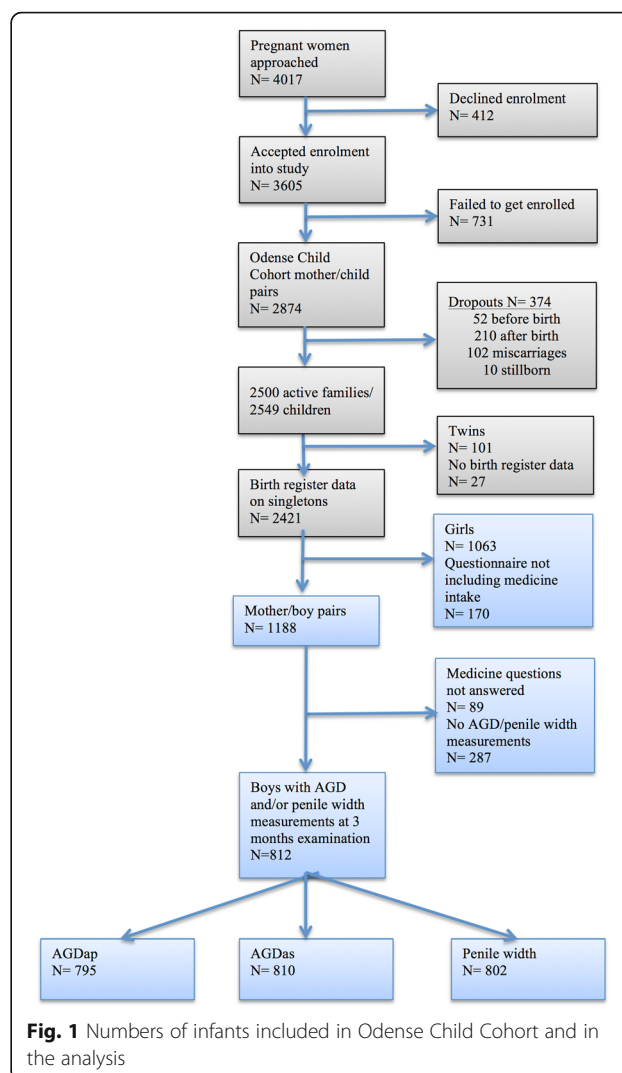 Pregnant women
approached
N= 4017
Declined enrolment
N= 412
Accepted enrolment
into study
N= 3605
Failed to get enrolled
N= 731
Odense Child
Cohort mother/child
pairs
N= 2874
Dropouts N= 374
52 before birth
210 after birth
102 miscarriages
10 stillborn
2500 active families/
2549 children
Twins
N= 101
No birth register data
N= 27
Birth register data
on singletons
N= 2421
Girls
N= 1063
Questionnaire not
including medicine
intake
N= 170
Mother/boy pairs
N= 1188
Medicine questions
not answered
N= 89
No AGD/penile width
measurements
N= 287
Boys with AGD
and/or penile width
measurements at 3
months examination
N=812
AGDap
N= 795
AGDas
N= 810
Penile width
N= 802
Fig. 1 Numbers of infants included in Odense Child Cohort and in
the analysis